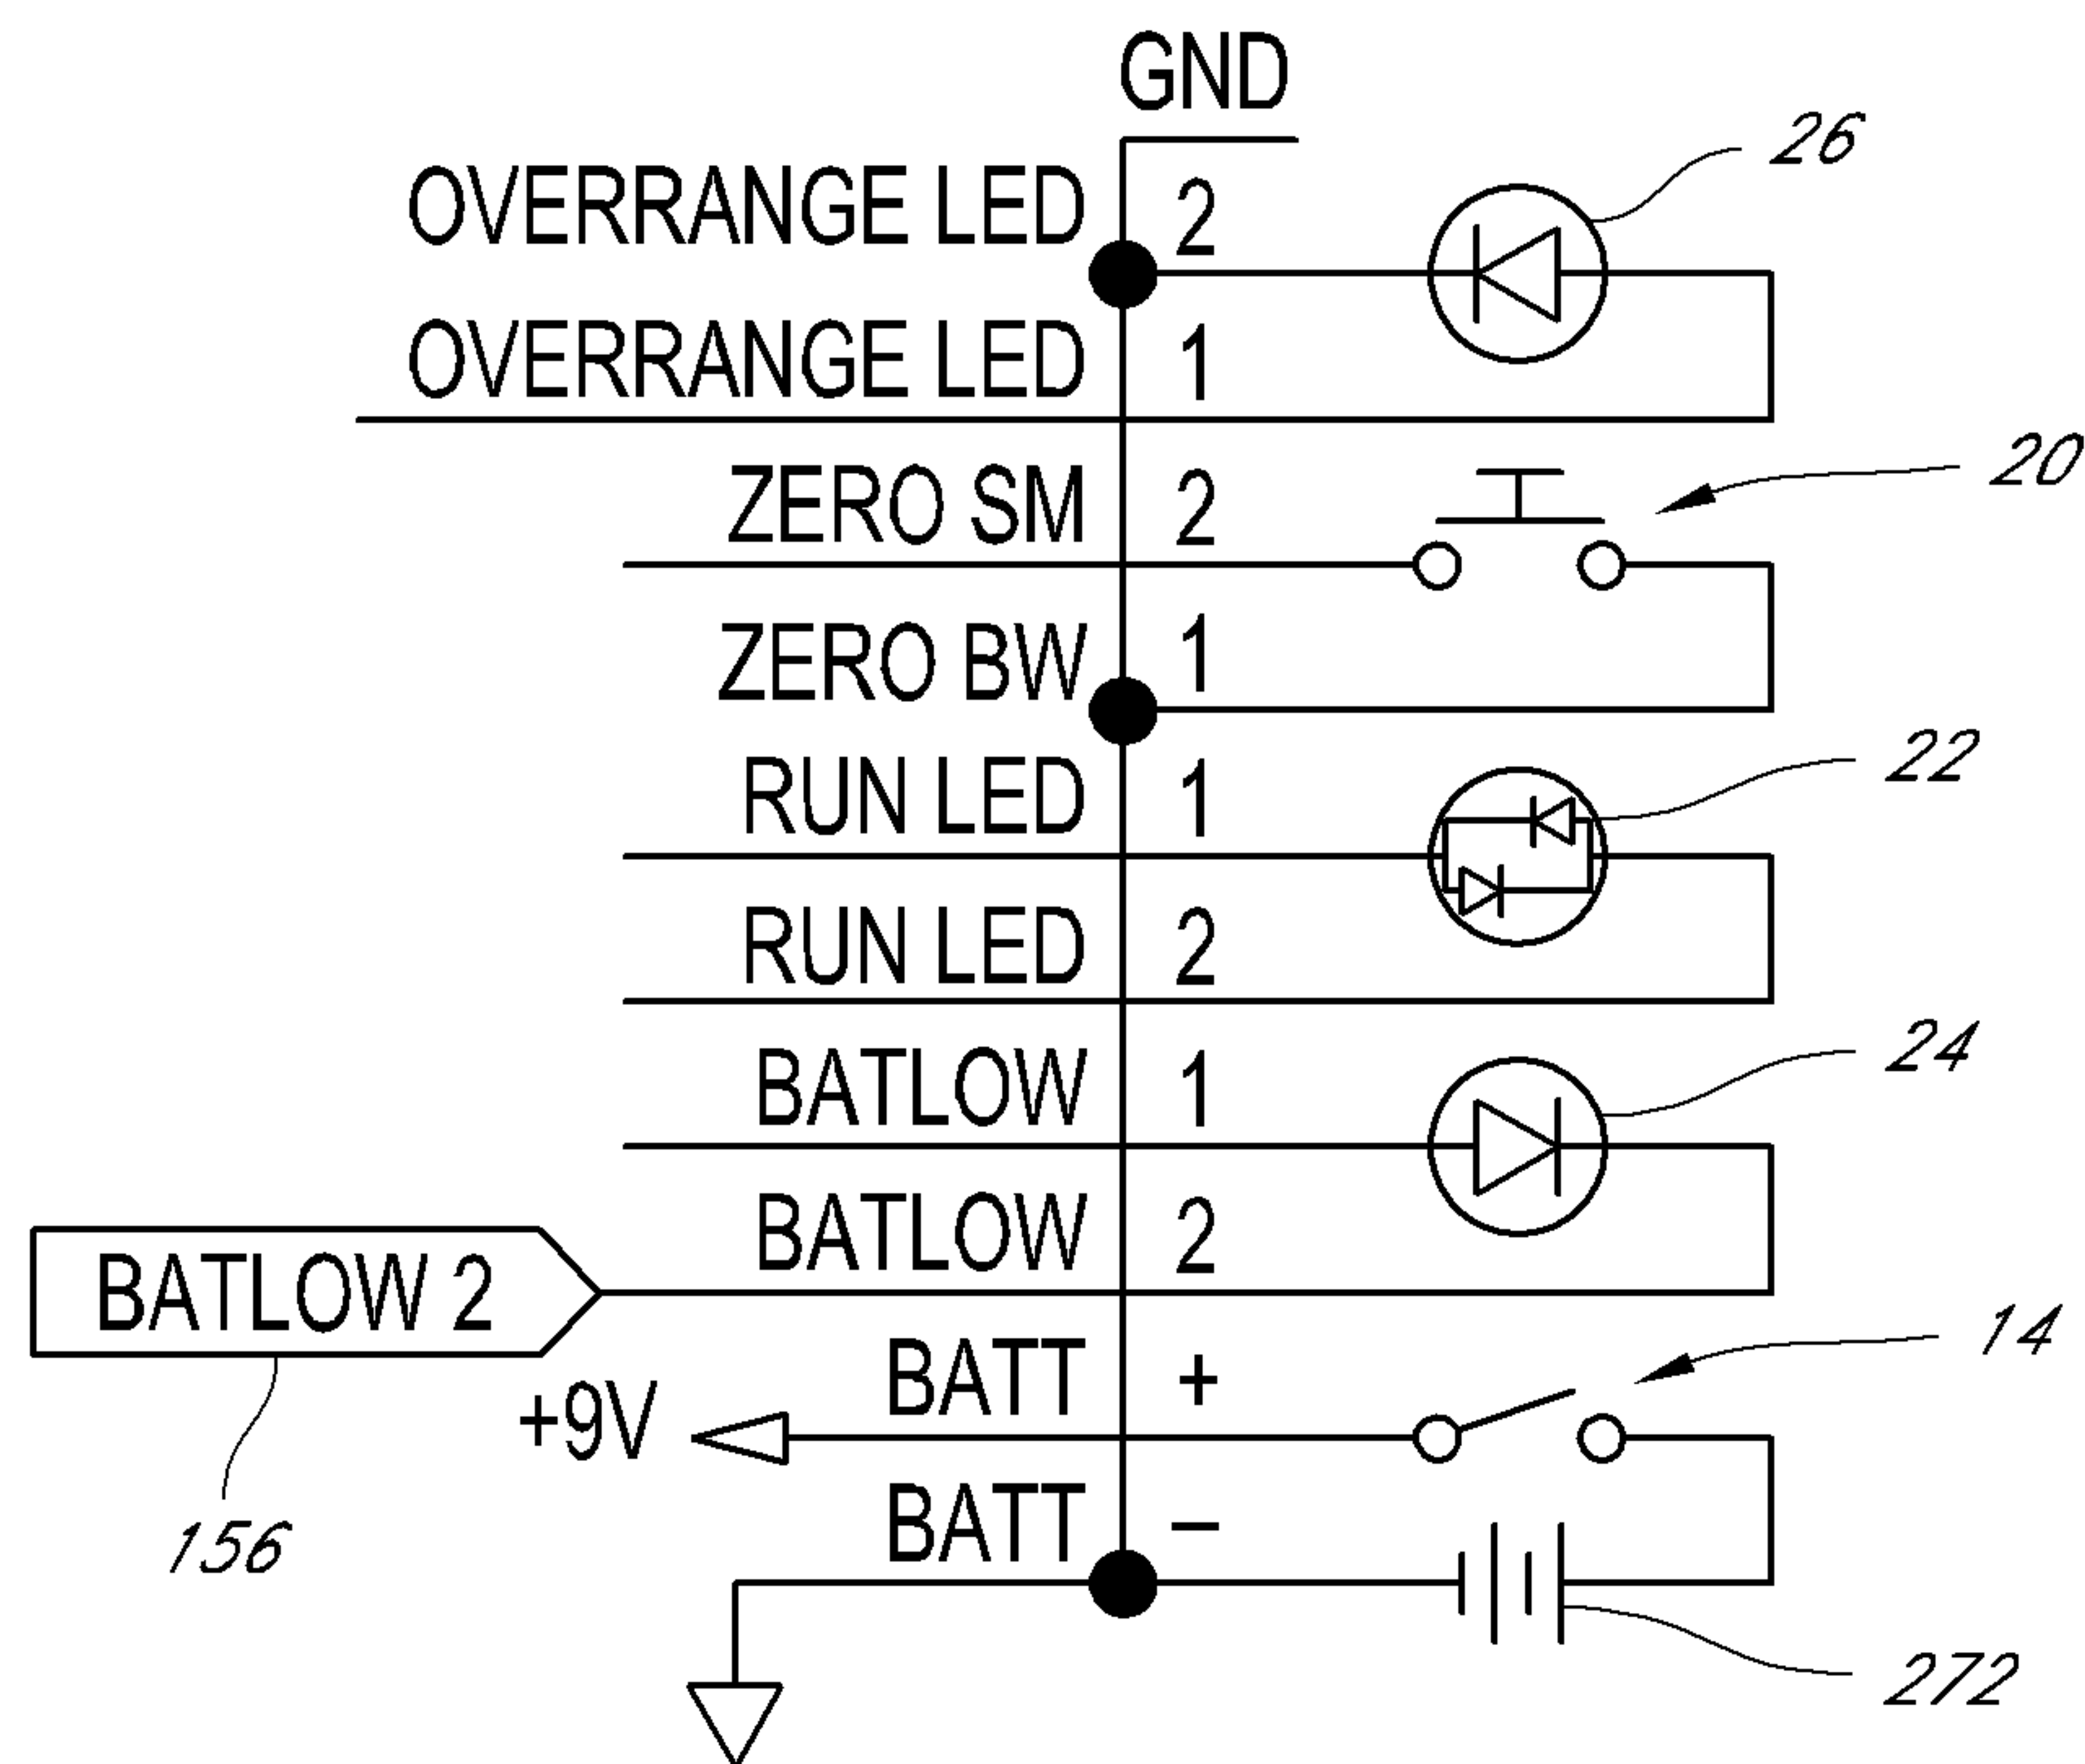 GND
OVERRANGE LED 2
26
OVERRANGE LED 1
ZERO SM 2
20
ZERO BW 1
RUN LED 1
22
RUN LED 2
BATLOW 1
24
BATLOW 2
BATLOW 2
BATT +
14
+9V
BATT −
156
272